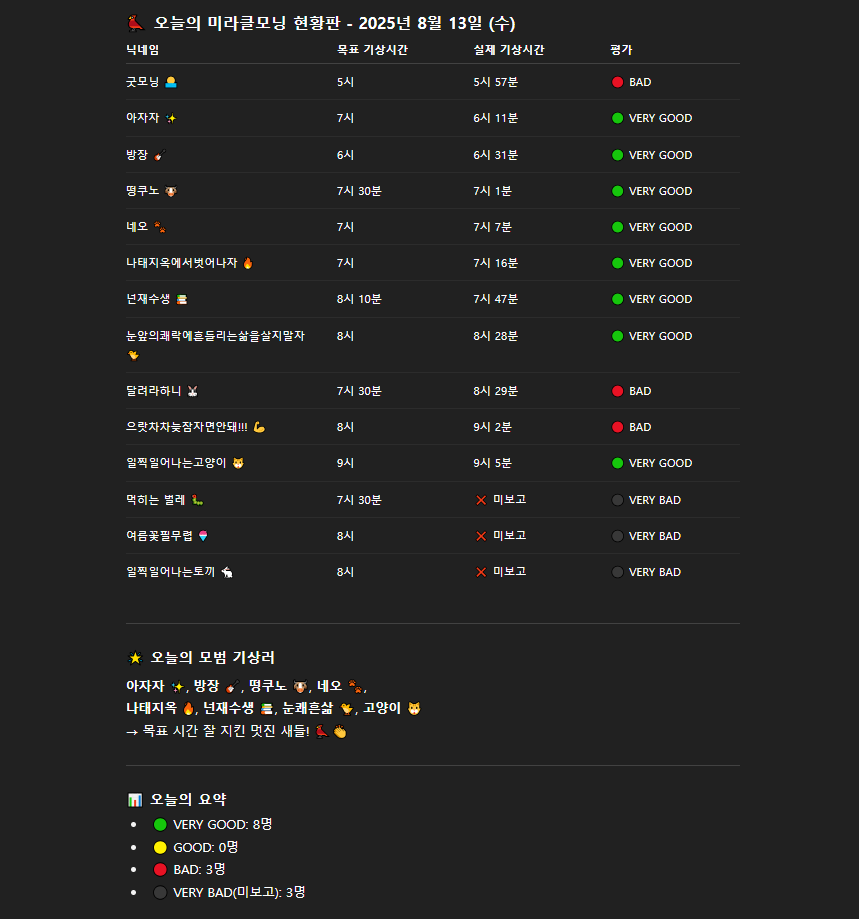 오늘의 미라클모닝 현황판 - 2025년 8월 13일 (수)
닉네임 목표 기상시간 실제 기상시간 평가
굿모닝 5시 5시 57분 BAD
아자자 ✨ 7시 6시 11분 VERY GOOD
방장 6시 6시 31분 VERY GOOD
떵쿠노 7시 30분 7시 1분 VERY GOOD
네오 🐾 7시 7시 7분 VERY GOOD
나태지옥에서벗어나자 🔥 7시 7시 16분 VERY GOOD
넌재수생 📚 8시 10분 7시 47분 VERY GOOD
눈앞의쾌락에흔들리는삶을살지말자 8시 8시 28분 VERY GOOD
달려라하니 7시 30분 8시 29분 BAD
으랏차차늦잠자면안돼!!! 💪 8시 9시 2분 BAD
일찍일어나는고양이 🐱 9시 9시 5분 VERY GOOD
먹히는 벌레 🐛 7시 30분 ❌ 미보고 VERY BAD
여름꽃필무렵 🍧 8시 ❌ 미보고 VERY BAD
일찍일어나는토끼 🐇 8시 ❌ 미보고 VERY BAD
🌟 오늘의 모범 기상러
아자자 ✨, 방장, 떵쿠노, 네오 🐾,
나태지옥 🔥, 넌재수생 📚, 눈쾌흔삶, 고양이 🐱
→ 목표 시간 잘 지킨 멋진 새들! 👏
📊 오늘의 요약
• 🟢 VERY GOOD: 8명
• 🟡 GOOD: 0명
• 🔴 BAD: 3명
• ⚫ VERY BAD(미보고): 3명